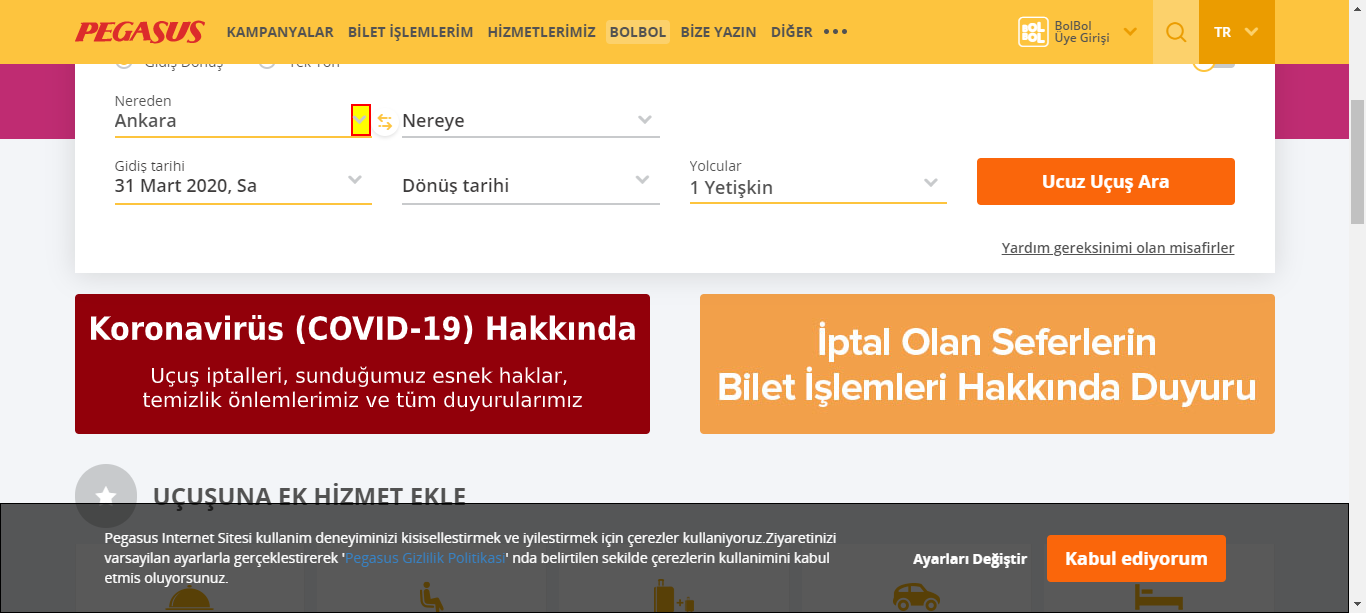 PEGASUS KAMPANYALAR BİLET İŞLEMLERİM HİZMETLERİMİZ BOLBOL BİZE YAZIN DİĞER ••• BOL BOL BolBol Üye Girişi TR
Gidiş Dönüş Tek Yön
Nereden
Ankara Nereye
Gidiş tarihi Yolcular
31 Mart 2020, Sa Dönüş tarihi 1 Yetişkin Ucuz Uçuş Ara
Yardım gereksinimi olan misafirler
Koronavirüs (COVID-19) Hakkında
Uçuş iptalleri, sunduğumuz esnek haklar,
temizlik önlemlerimiz ve tüm duyurularımız
İptal Olan Seferlerin
Bilet İşlemleri Hakkında Duyuru
UÇUŞUNA EK HİZMET EKLE
Pegasus Internet Sitesi kullanim deneyiminizi kisisellestirmek ve iyilestirmek için çerezler kullaniyoruz.Ziyaretinizi
varsayilan ayarlarla gerçeklestirerek 'Pegasus Gizlilik Politikasi' nda belirtilen sekilde çerezlerin kullanimini kabul
etmis oluyorsunuz.
Ayarları Değiştir Kabul ediyorum